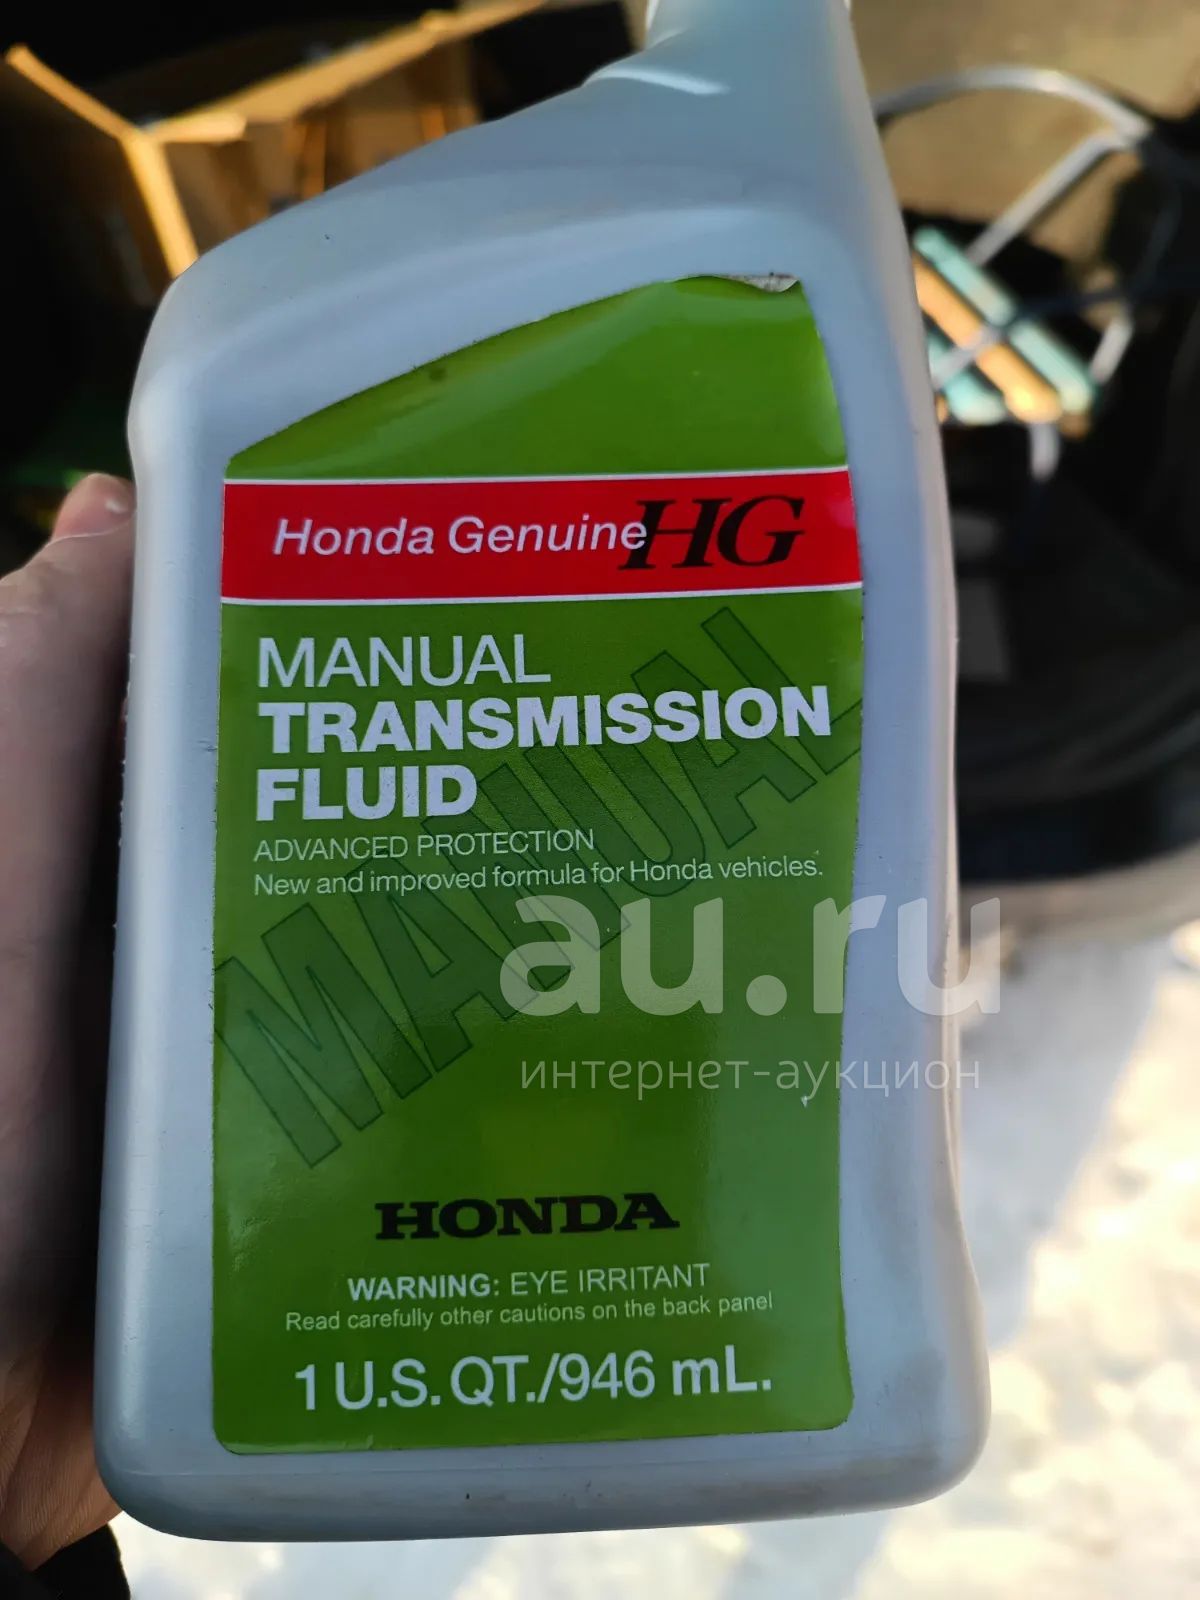 Honda Genuine HG
MANUAL
TRANSMISSION
FLUID
ADVANCED PROTECTION
New and improved formula for Honda vehicles.
MANUAL
au.ru
интернет-аукцион
HONDA
WARNING: EYE IRRITANT
Read carefully other cautions on the back panel
1 U.S. QT./946 mL.